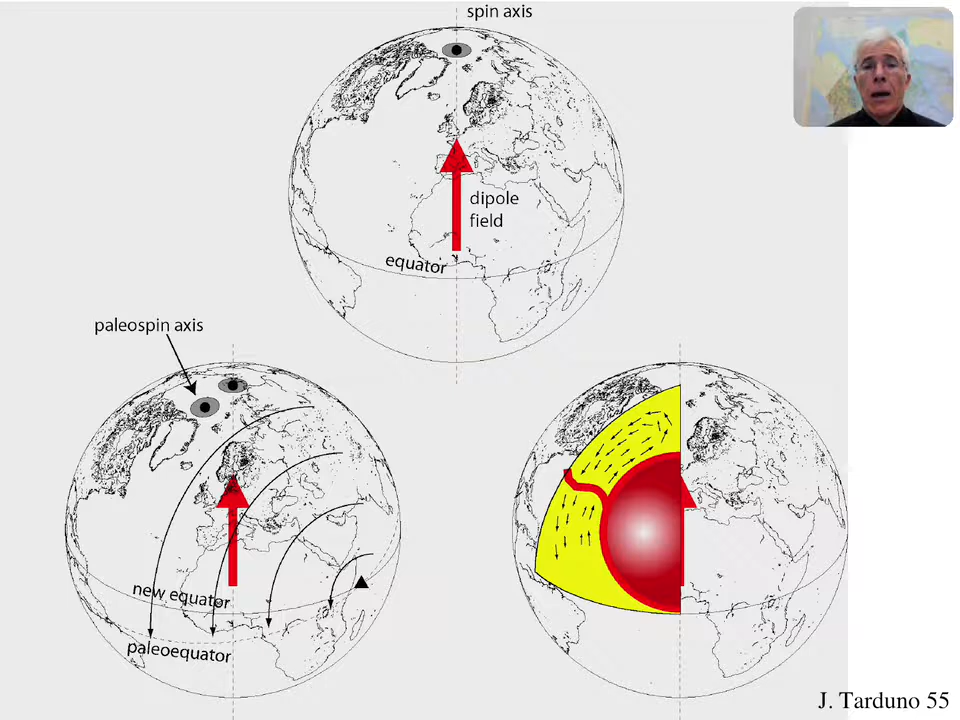 spin axis
dipole
field
equator
paleospin axis
new equator
paleoequator
J. Tarduno 55